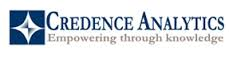 CREDENCE ANALYTICS
Empowering through knowledge